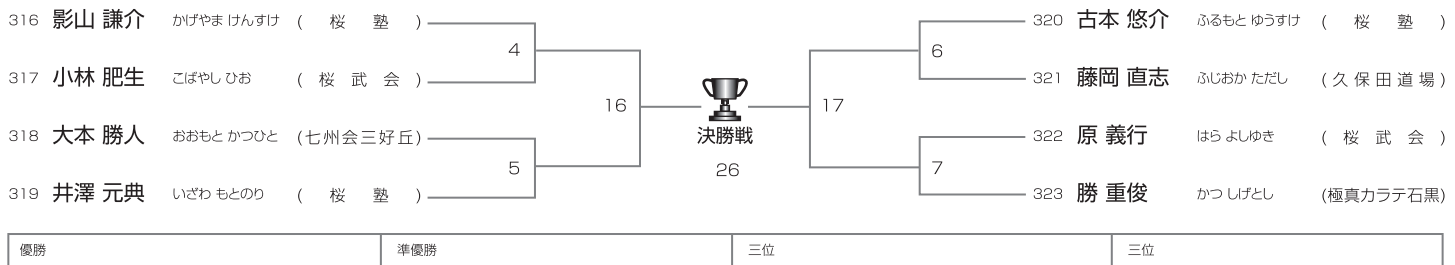 316 影山 謙介 かげやま けんすけ (桜塾)
4
317 小林 肥生 こばやし ひお (桜武会)
16
318 大本 勝人 おおもと かつひと (七州会三好丘)
5
319 井澤 元典 いざわ もとのり (桜塾)
決勝戦
26
320 古本 悠介 ふるもと ゆうすけ (桜塾)
6
321 藤岡 直志 ふじおか ただし (久保田道場)
17
322 原 義行 はら よしゆき (桜武会)
7
323 勝 重俊 かつ しげとし (極真カラテ石黒)
優勝 準優勝 三位 三位